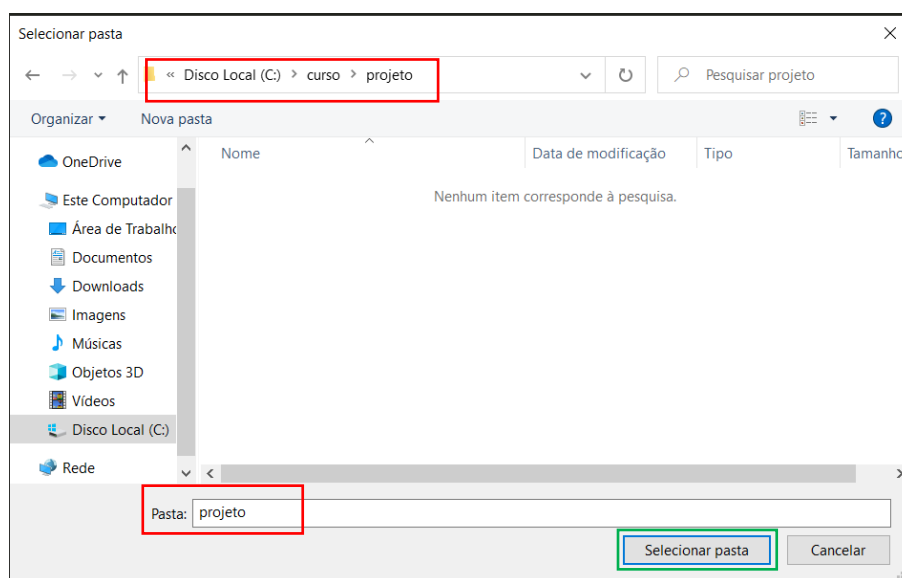 Selecionar pasta
« Disco Local (C:) > curso > projeto
Pesquisar projeto
Organizar
Nova pasta
?
Nome
Data de modificação
Tipo
Tamanho
OneDrive
Este Computador
Área de Trabalho
Documentos
Downloads
Imagens
Músicas
Objetos 3D
Vídeos
Disco Local (C:)
Rede
Nenhum item corresponde à pesquisa.
Pasta: projeto
Selecionar pasta
Cancelar